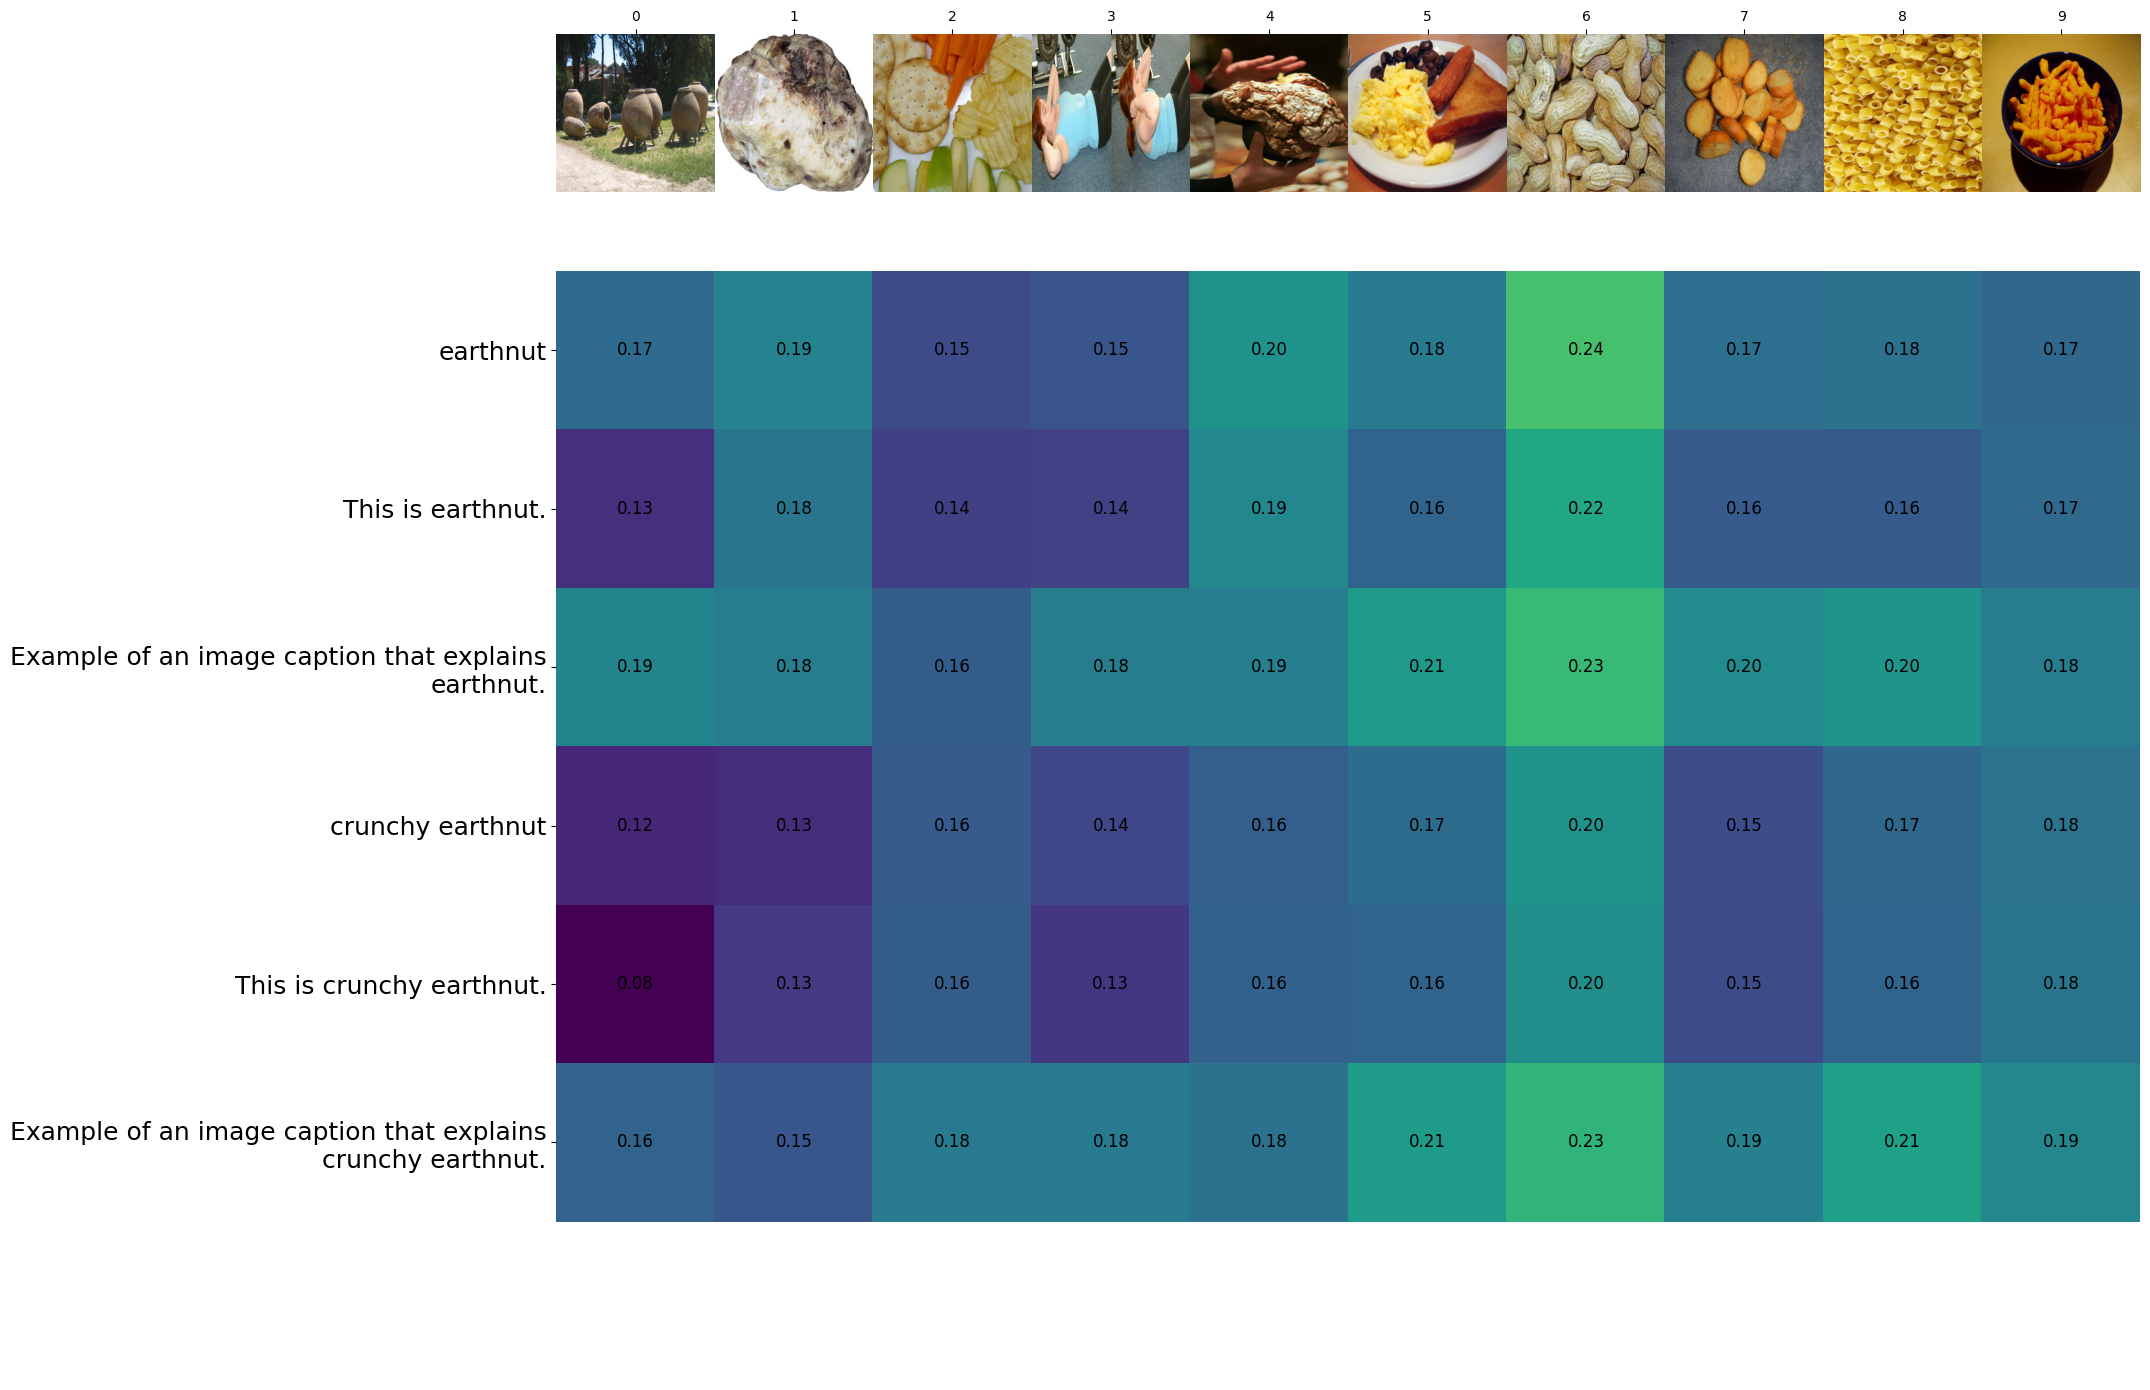 0 1 2 3 4 5 6 7 8 9
earthnut 0.17 0.19 0.15 0.15 0.20 0.18 0.24 0.17 0.18 0.17
This is earthnut. 0.13 0.18 0.14 0.14 0.19 0.16 0.22 0.16 0.16 0.17
Example of an image caption that explains
earthnut. 0.19 0.18 0.16 0.18 0.19 0.21 0.23 0.20 0.20 0.18
crunchy earthnut 0.12 0.13 0.16 0.14 0.16 0.17 0.20 0.15 0.17 0.18
This is crunchy earthnut. 0.08 0.13 0.16 0.13 0.16 0.16 0.20 0.15 0.16 0.18
Example of an image caption that explains
crunchy earthnut. 0.16 0.15 0.18 0.18 0.18 0.21 0.23 0.19 0.21 0.19